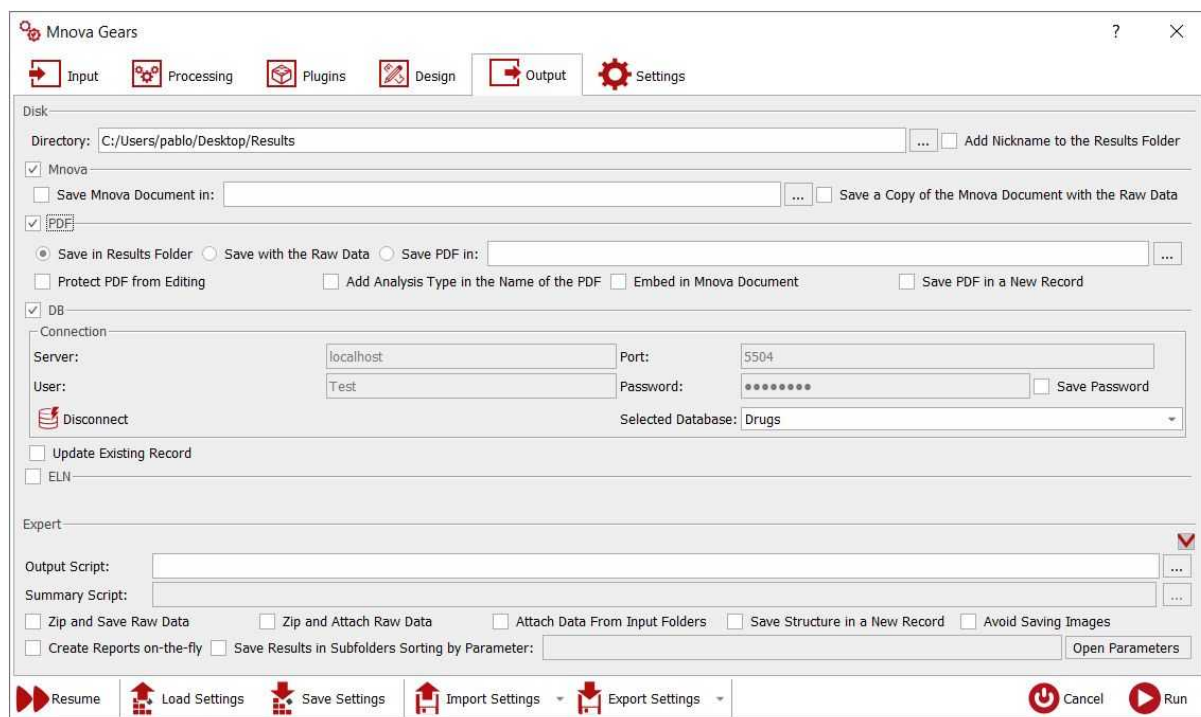 Mnova Gears ?
Input Processing Plugins Design Output Settings
Disk
Directory: C:/Users/pablo/Desktop/Results ... Add Nickname to the Results Folder
Mnova
Save Mnova Document in: ... Save a Copy of the Mnova Document with the Raw Data
PDF
Save in Results Folder Save with the Raw Data Save PDF in: ...
Protect PDF from Editing Add Analysis Type in the Name of the PDF Embed in Mnova Document Save PDF in a New Record
DB
Connection
Server: localhost Port: 5504
User: Test Password: ●●●●●●●● Save Password
Disconnect Selected Database: Drugs
Update Existing Record
ELN
Expert
Output Script: ...
Summary Script: ...
Zip and Save Raw Data Zip and Attach Raw Data Attach Data From Input Folders Save Structure in a New Record Avoid Saving Images
Create Reports on-the-fly Save Results in Subfolders Sorting by Parameter: Open Parameters
Resume Load Settings Save Settings Import Settings Export Settings Cancel Run